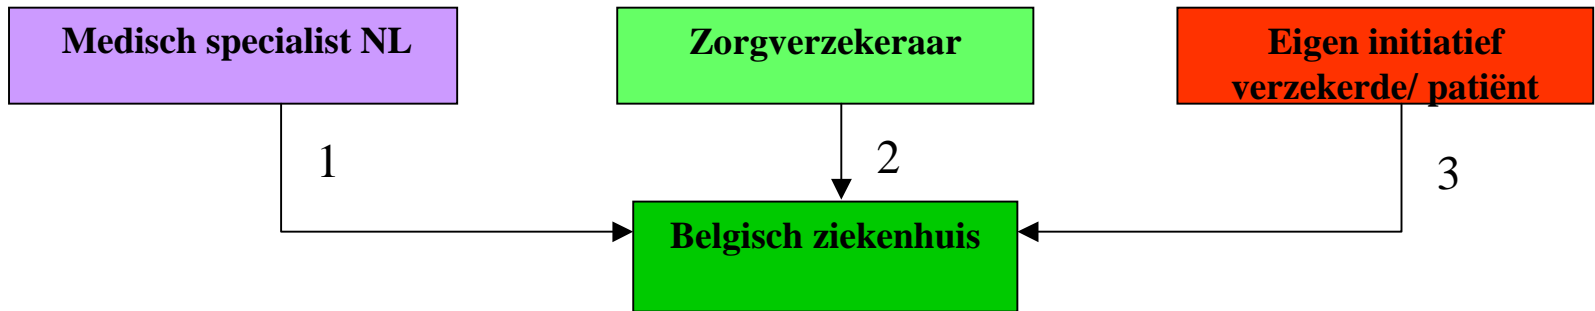 Medisch specialist NL
Zorgverzekeraar
Eigen initiatief
verzekerde/ patiënt
1
2
3
Belgisch ziekenhuis